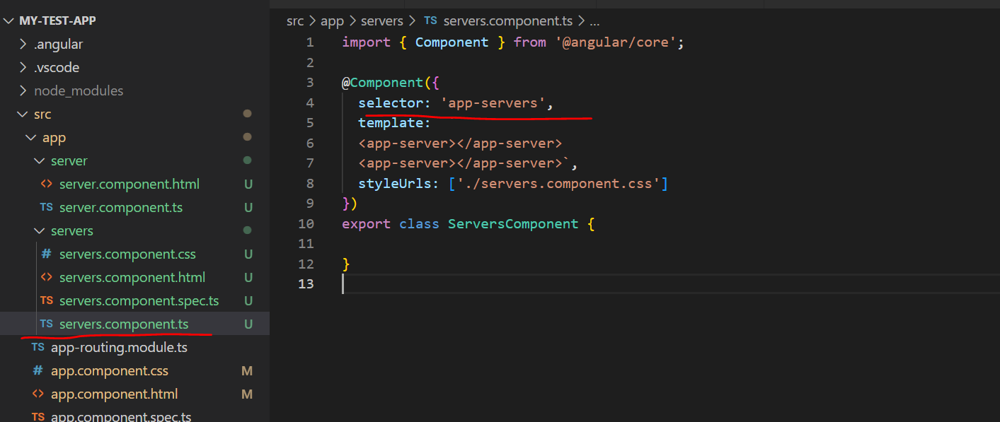 MY-TEST-APP
.angular
.vscode
node_modules
src
app
server
<> server.component.html U
TS server.component.ts U
servers
# servers.component.css U
<> servers.component.html U
TS servers.component.spec.ts U
TS servers.component.ts U
TS app-routing.module.ts
# app.component.css M
<> app.component.html M
TS app.component.spec.ts
src > app > servers > TS servers.component.ts > ...
1 import { Component } from '@angular/core';
2
3 @Component({
4 selector: 'app-servers',
5 template:
6 <app-server></app-server>
7 <app-server></app-server>`,
8 styleUrls: ['./servers.component.css']
9 })
10 export class ServersComponent {
11
12 }
13